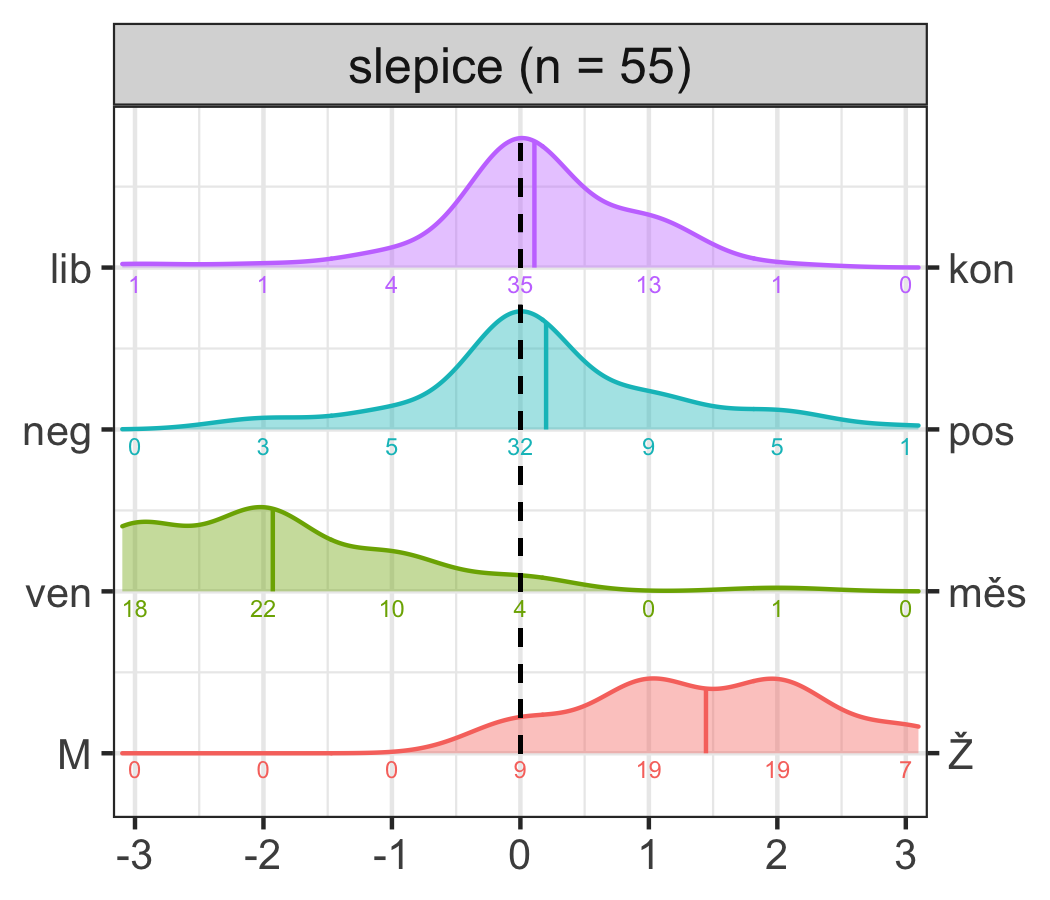 slepice (n = 55)
lib kon
1 1 4 35 13 1 0
neg pos
0 3 5 32 9 5 1
ven měs
18 22 10 4 0 1 0
M Ž
0 0 0 9 19 19 7
-3 -2 -1 0 1 2 3